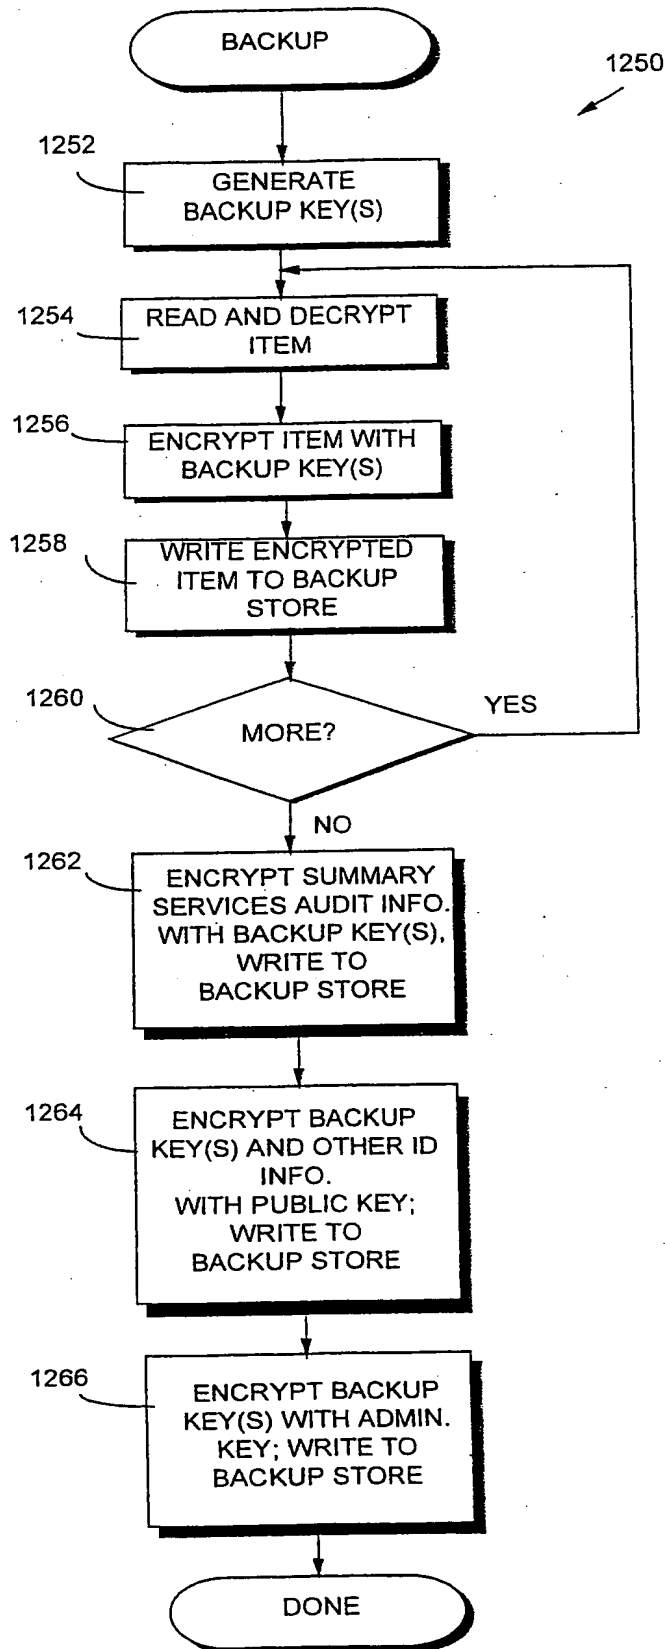 BACKUP
1250
1252
GENERATE
BACKUP KEY(S)
1254
READ AND DECRYPT
ITEM
1256
ENCRYPT ITEM WITH
BACKUP KEY(S)
1258
WRITE ENCRYPTED
ITEM TO BACKUP
STORE
1260
MORE?
YES
NO
1262
ENCRYPT SUMMARY
SERVICES AUDIT INFO.
WITH BACKUP KEY(S),
WRITE TO
BACKUP STORE
1264
ENCRYPT BACKUP
KEY(S) AND OTHER ID
INFO.
WITH PUBLIC KEY;
WRITE TO
BACKUP STORE
1266
ENCRYPT BACKUP
KEY(S) WITH ADMIN.
KEY; WRITE TO
BACKUP STORE
DONE